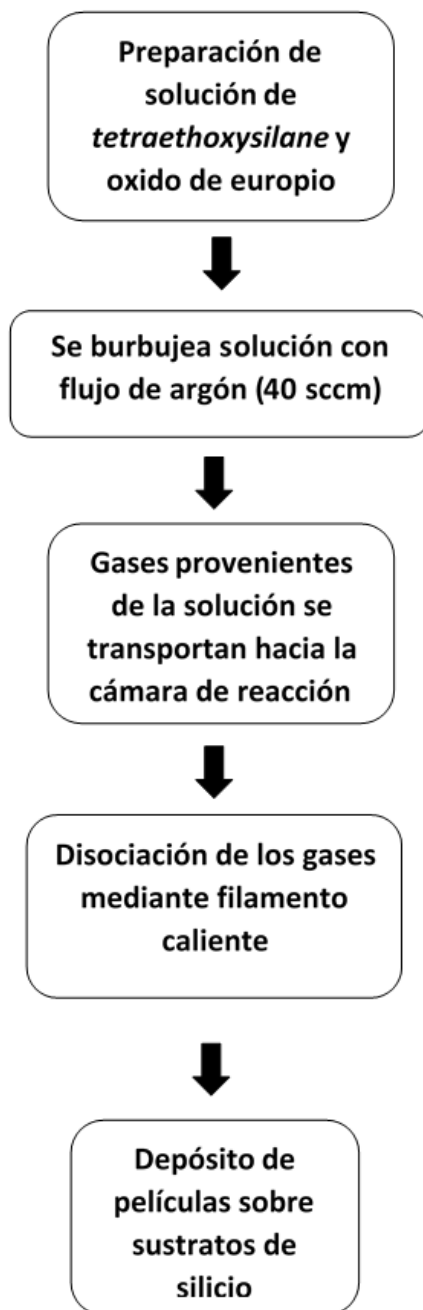 Preparación de
solución de
tetraethoxysilane y
oxido de europio
Se burbujea solución con
flujo de argón (40 sccm)
Gases provenientes
de la solución se
transportan hacia la
cámara de reacción
Disociación de los gases
mediante filamento
caliente
Depósito de
películas sobre
sustratos de
silicio